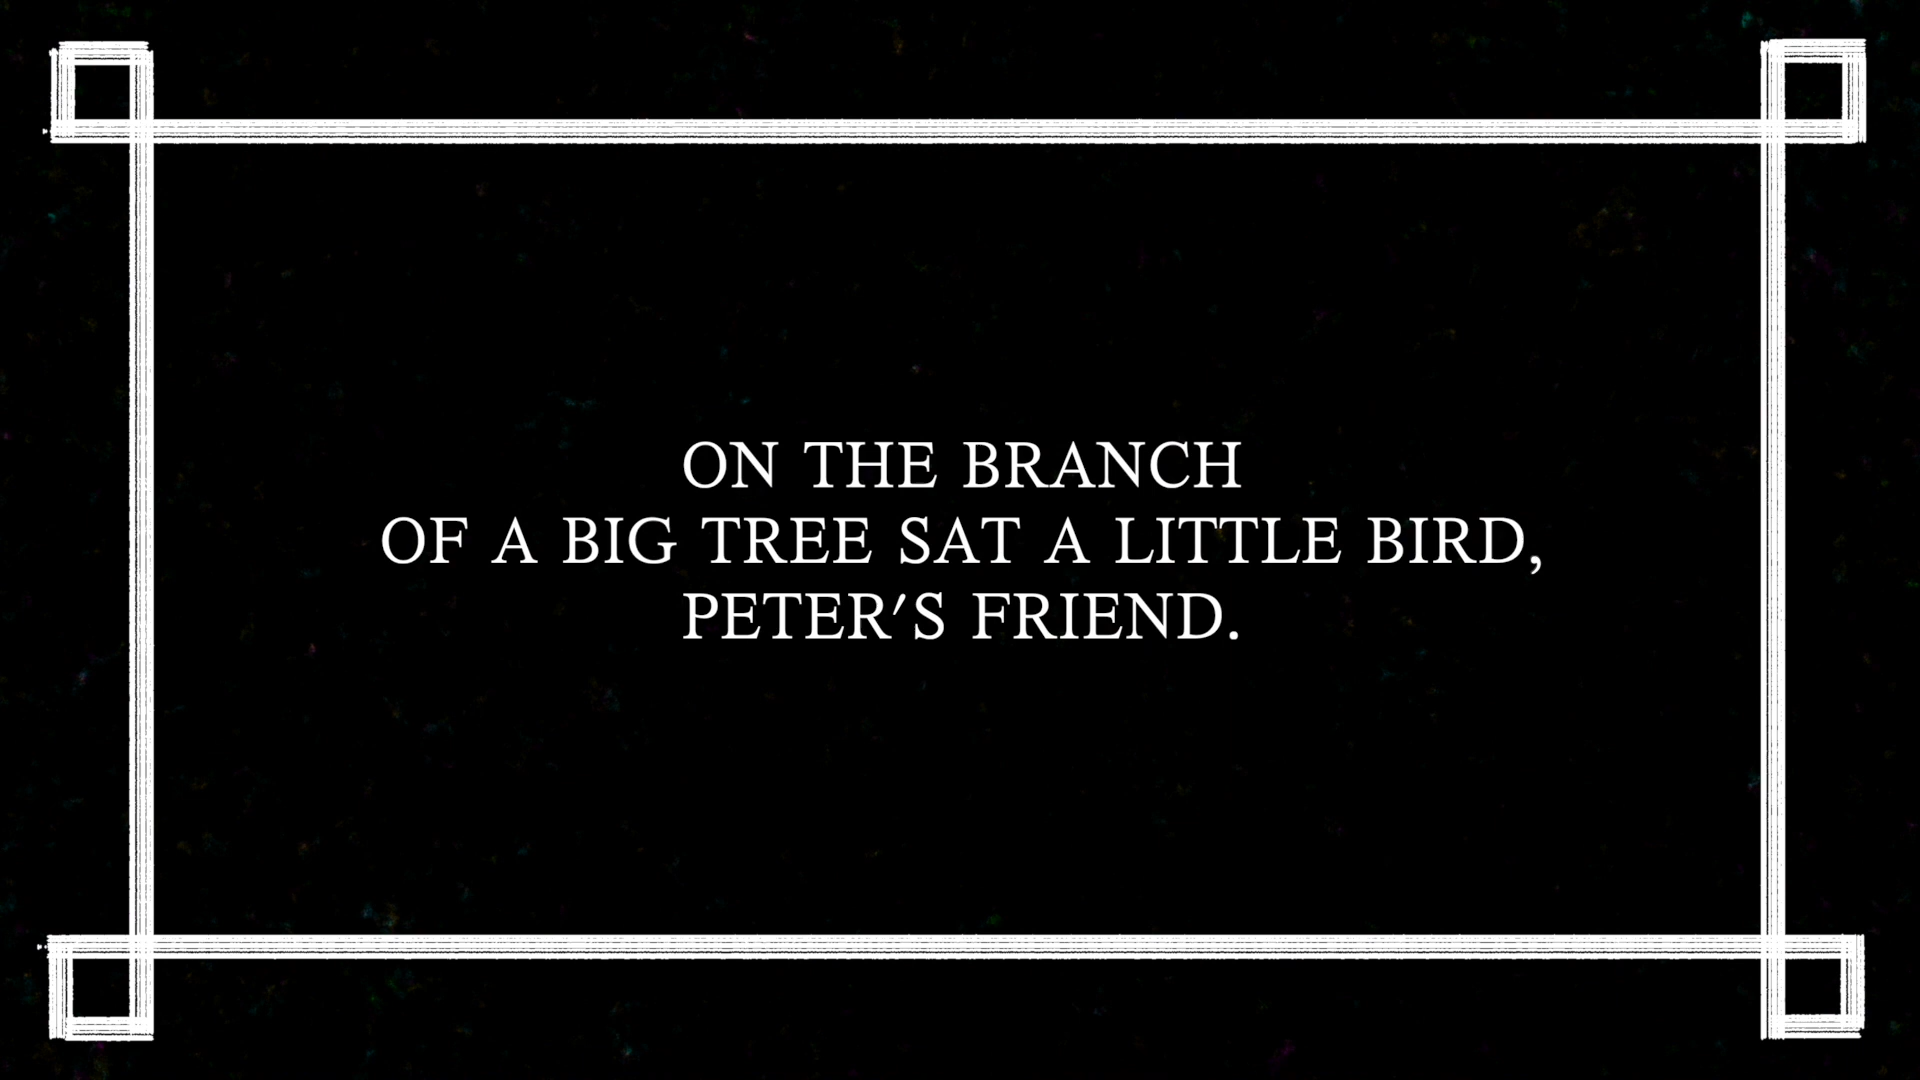 ON THE BRANCH
OF A BIG TREE SAT A LITTLE BIRD,
PETER'S FRIEND.